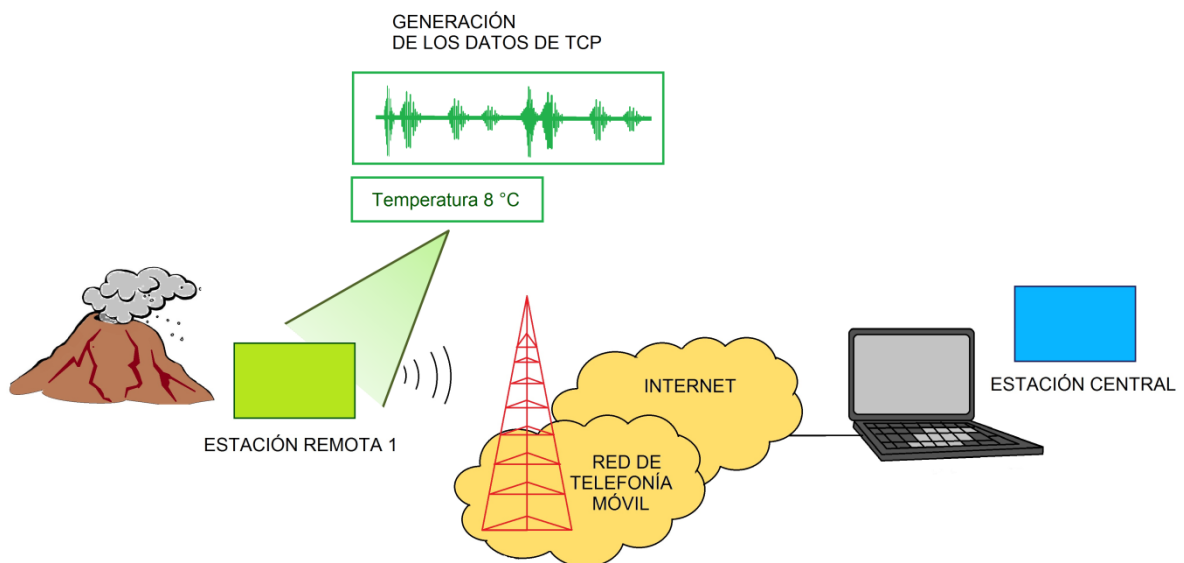 GENERACIÓN
DE LOS DATOS DE TCP
Temperatura 8 °C
ESTACIÓN REMOTA 1
INTERNET
RED DE
TELEFONÍA
MÓVIL
ESTACIÓN CENTRAL